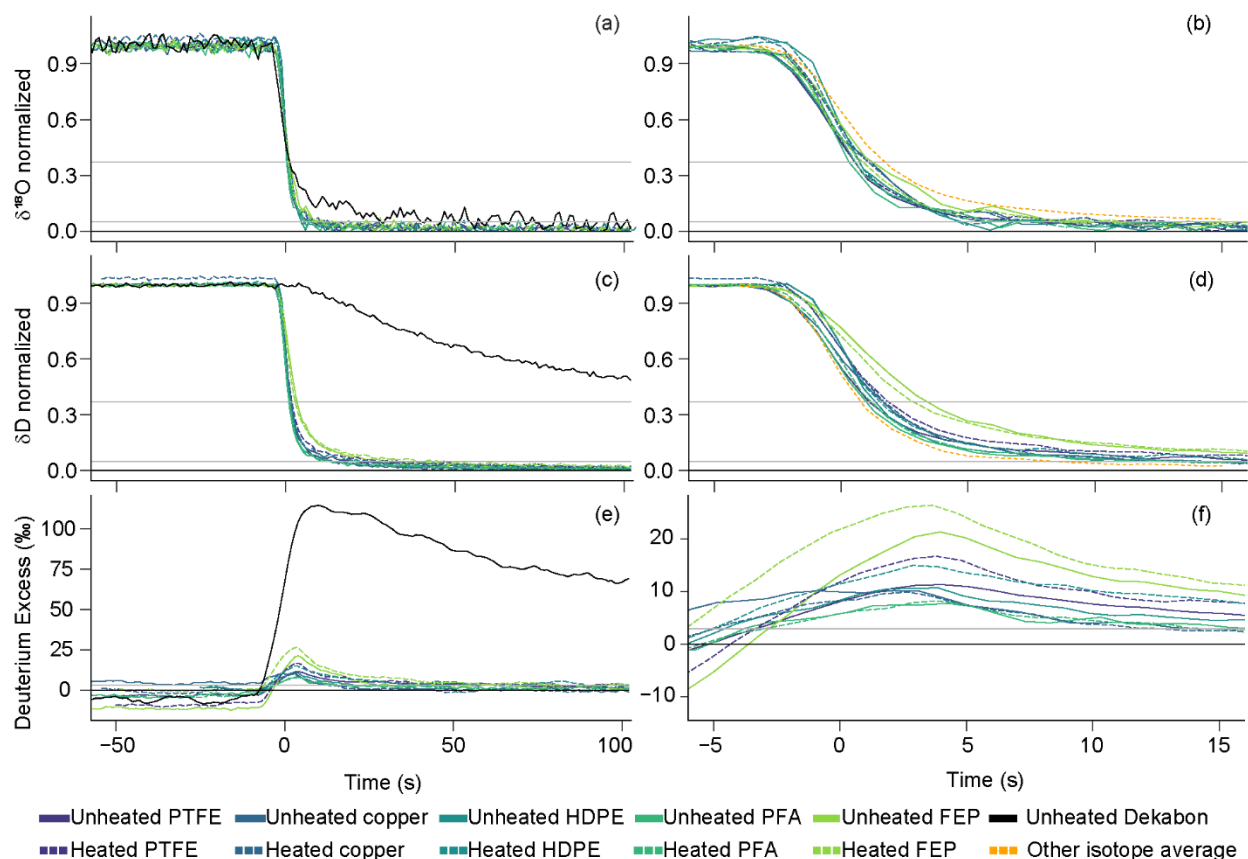 (a)
(b)
0.9
0.6
0.3
0.0
δ¹⁸O normalized
0.9
0.6
0.3
0.0
(c)
(d)
0.9
0.6
0.3
0.0
δD normalized
0.9
0.6
0.3
0.0
(e)
(f)
100
75
50
25
0
Deuterium Excess (‰)
20
10
0
−10
−50 0 50 100
−5 0 5 10 15
Time (s) Time (s)
Unheated PTFE Unheated copper Unheated HDPE Unheated PFA Unheated FEP Unheated Dekabon
Heated PTFE Heated copper Heated HDPE Heated PFA Heated FEP Other isotope average